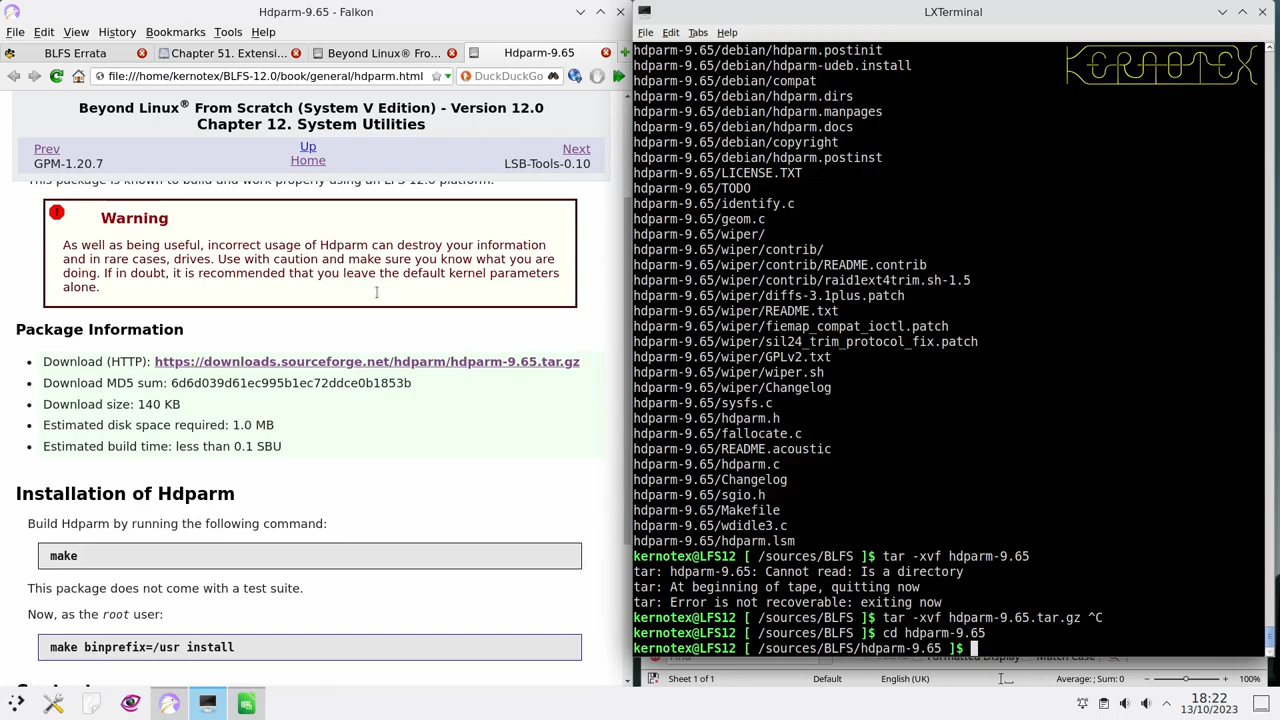 Hdparm-9.65 - Falkon
File Edit View History Bookmarks Tools Help
BLFS Errata
Chapter 51. Extensi...
Beyond Linux® Fro...
Hdparm-9.65
file:///home/kernotex/BLFS-12.0/book/general/hdparm.html
DuckDuckGo
Beyond Linux® From Scratch (System V Edition) - Version 12.0
Chapter 12. System Utilities
Prev
Up
Next
GPM-1.20.7
Home
LSB-Tools-0.10
This package is known to build and work properly using an LFS 12.0 platform.
Warning
As well as being useful, incorrect usage of Hdparm can destroy your information
and in rare cases, drives. Use with caution and make sure you know what you are
doing. If in doubt, it is recommended that you leave the default kernel parameters
alone.
Package Information
Download (HTTP): https://downloads.sourceforge.net/hdparm/hdparm-9.65.tar.gz
Download MD5 sum: 6d6d039d61ec995b1ec72ddce0b1853b
Download size: 140 KB
Estimated disk space required: 1.0 MB
Estimated build time: less than 0.1 SBU
Installation of Hdparm
Build Hdparm by running the following command:
make
This package does not come with a test suite.
Now, as the root user:
make binprefix=/usr install
LXTerminal
File Edit Tabs Help
KERNOTEX
hdparm-9.65/debian/hdparm.postinit
hdparm-9.65/debian/hdparm-udeb.install
hdparm-9.65/debian/compat
hdparm-9.65/debian/hdparm.dirs
hdparm-9.65/debian/hdparm.manpages
hdparm-9.65/debian/hdparm.docs
hdparm-9.65/debian/copyright
hdparm-9.65/debian/hdparm.postinst
hdparm-9.65/LICENSE.TXT
hdparm-9.65/TODO
hdparm-9.65/identify.c
hdparm-9.65/geom.c
hdparm-9.65/wiper/
hdparm-9.65/wiper/contrib/
hdparm-9.65/wiper/contrib/README.contrib
hdparm-9.65/wiper/contrib/raid1ext4trim.sh-1.5
hdparm-9.65/wiper/diffs-3.1plus.patch
hdparm-9.65/wiper/README.txt
hdparm-9.65/wiper/fiemap_compat_ioctl.patch
hdparm-9.65/wiper/sil24_trim_protocol_fix.patch
hdparm-9.65/wiper/GPLv2.txt
hdparm-9.65/wiper/wiper.sh
hdparm-9.65/wiper/Changelog
hdparm-9.65/sysfs.c
hdparm-9.65/hdparm.h
hdparm-9.65/fallocate.c
hdparm-9.65/README.acoustic
hdparm-9.65/hdparm.c
hdparm-9.65/Changelog
hdparm-9.65/sgio.h
hdparm-9.65/Makefile
hdparm-9.65/wdidle3.c
hdparm-9.65/hdparm.lsm
kernotex@LFS12 [ /sources/BLFS ]$ tar -xvf hdparm-9.65
tar: hdparm-9.65: Cannot read: Is a directory
tar: At beginning of tape, quitting now
tar: Error is not recoverable: exiting now
kernotex@LFS12 [ /sources/BLFS ]$ tar -xvf hdparm-9.65.tar.gz ^C
kernotex@LFS12 [ /sources/BLFS ]$ cd hdparm-9.65
kernotex@LFS12 [ /sources/BLFS/hdparm-9.65 ]$
Sheet 1 of 1
Default
English (UK)
Average: ; Sum: 0
100%
18:22
13/10/2023